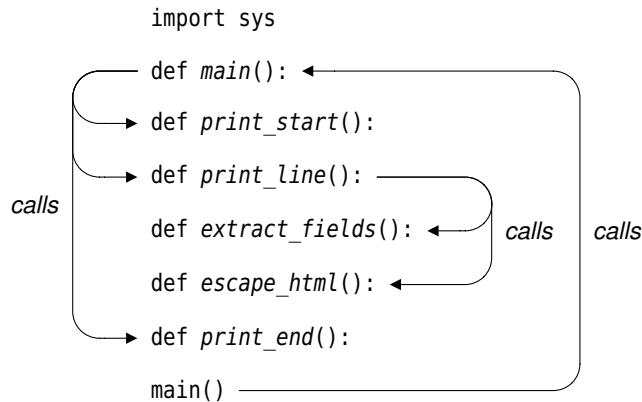 import sys
def main():
def print_start():
def print_line():
calls
def extract_fields():
calls
calls
def escape_html():
def print_end():
main()